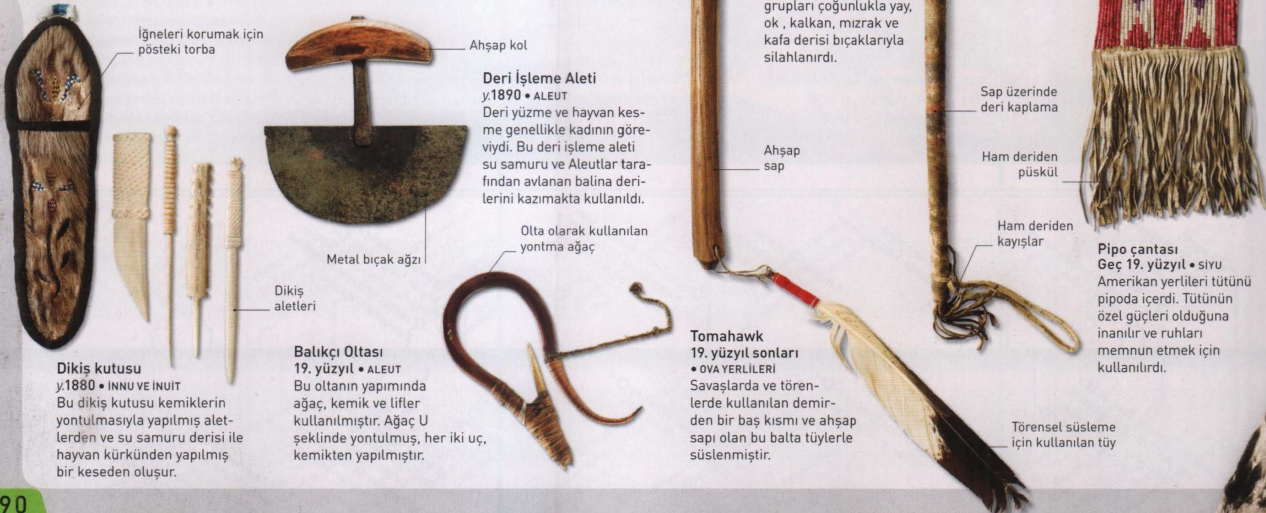 İğneleri korumak için
pösteki torba
Dikiş
aletleri
Dikiş kutusu
y.1880 • INNU VE İNUİT
Bu dikiş kutusu kemiklerin
yontulmasıyla yapılmış alet-
lerden ve su samuru derisi ile
hayvan kürkünden yapılmış
bir keseden oluşur.
Ahşap kol
Deri İşleme Aleti
y.1890 • ALEUT
Deri yüzme ve hayvan kes-
me genellikle kadının göre-
viydi. Bu deri işleme aleti
su samuru ve Aleutlar tara-
fından avlanan balina deri-
lerini kazımakta kullanıldı.
Metal bıçak ağzı
Olta olarak kullanılan
yontma ağaç
Balıkçı Oltası
19. yüzyıl • ALEUT
Bu oltanın yapımında
ağaç, kemik ve lifler
kullanılmıştır. Ağaç U
şeklinde yontulmuş, her iki uç,
kemikten yapılmıştır.
grupları çoğunlukla yay,
ok , kalkan, mızrak ve
kafa derisi bıçaklarıyla
silahlanırdı.
Ahşap
sap
Tomahawk
19. yüzyıl sonları
• OVA YERLİLERİ
Savaşlarda ve tören-
lerde kullanılan demir-
den bir baş kısmı ve ahşap
sapı olan bu balta tüylerle
süslenmiştir.
Törensel süsleme
için kullanılan tüy
Sap üzerinde
deri kaplama
Ham deriden
püskül
Ham deriden
kayışlar
Pipo çantası
Geç 19. yüzyıl • SİYU
Amerikan yerlileri tütünü
pipoda içerdi. Tütünün
özel güçleri olduğuna
inanılır ve ruhları
memnun etmek için
kullanılırdı.
90